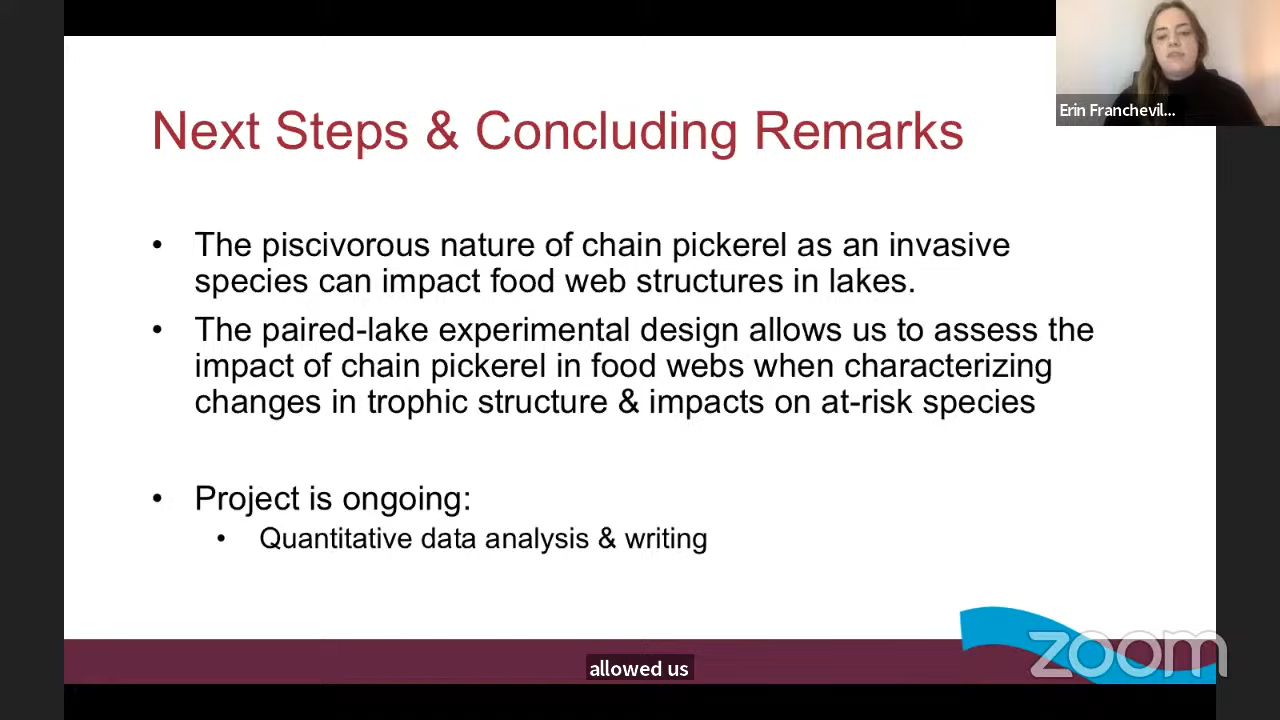 Erin Franchevil...
Next Steps & Concluding Remarks
• The piscivorous nature of chain pickerel as an invasive
species can impact food web structures in lakes.
• The paired-lake experimental design allows us to assess the
impact of chain pickerel in food webs when characterizing
changes in trophic structure & impacts on at-risk species
• Project is ongoing:
• Quantitative data analysis & writing
zoom
allowed us